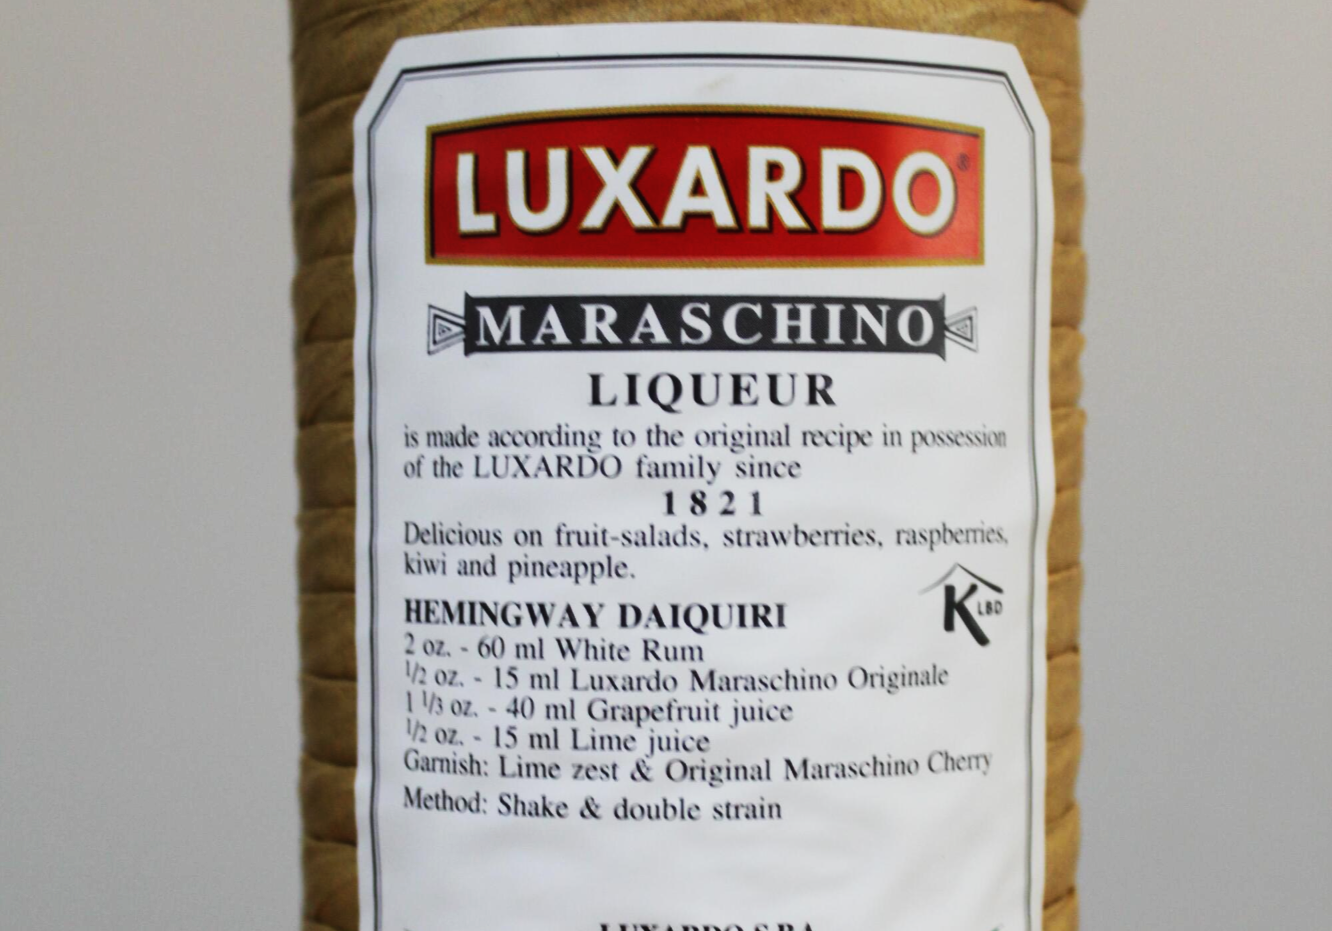 LUXARDO®
MARASCHINO
LIQUEUR
is made according to the original recipe in possession
of the LUXARDO family since
1821
Delicious on fruit-salads, strawberries, raspberries,
kiwi and pineapple.
K LBD
HEMINGWAY DAIQUIRI
2 oz. - 60 ml White Rum
1/2 oz. - 15 ml Luxardo Maraschino Originale
1 1/3 oz. - 40 ml Grapefruit juice
1/2 oz. - 15 ml Lime juice
Garnish: Lime zest & Original Maraschino Cherry
Method: Shake & double strain
LUXARDO S.P.A.